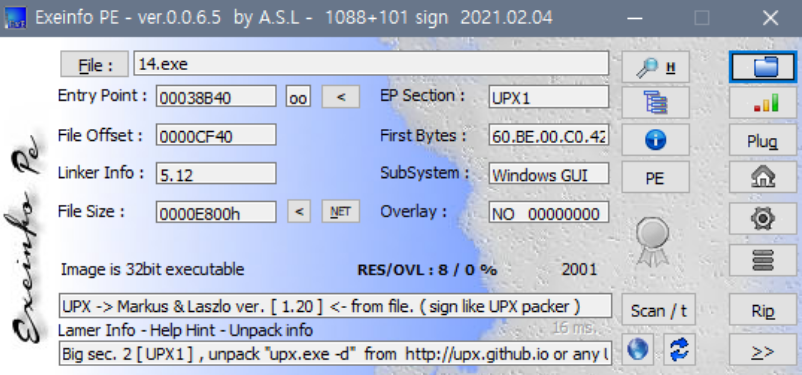 Exeinfo PE - ver.0.0.6.5 by A.S.L - 1088+101 sign 2021.02.04
Exeinfo Pe
File : 14.exe H
Entry Point : 00038B40 oo < EP Section : UPX1
File Offset : 0000CF40 First Bytes : 60.BE.00.C0.42 Plug
Linker Info : 5.12 SubSystem : Windows GUI PE
File Size : 0000E800h < NET Overlay : NO 00000000
Image is 32bit executable RES/OVL : 8 / 0 % 2001
UPX -> Markus & Laszlo ver. [ 1.20 ] <- from file. ( sign like UPX packer ) Scan / t Rip
Lamer Info - Help Hint - Unpack info 16 ms.
Big sec. 2 [ UPX1 ] , unpack "upx.exe -d" from http://upx.github.io or any >>